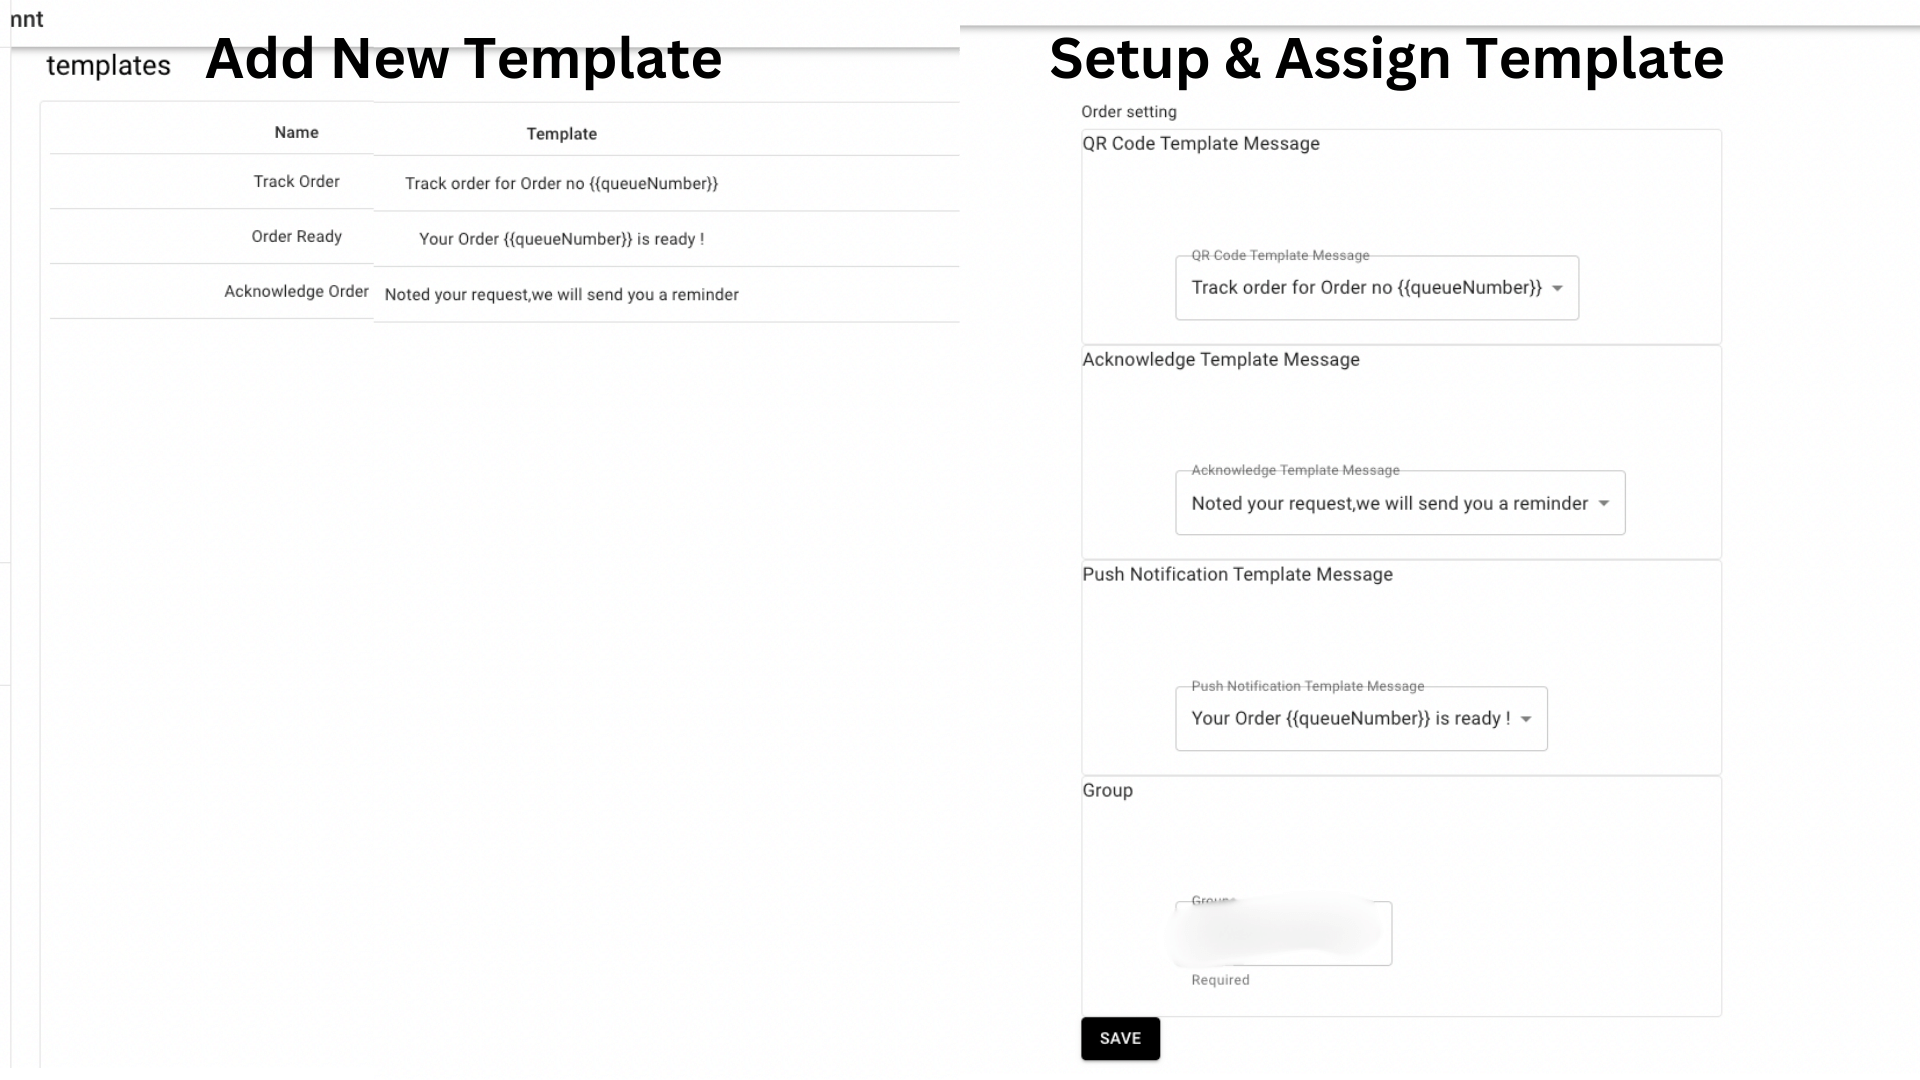 mnt
templates
Add New Template
Name Template
Track Order Track order for Order no {{queueNumber}}
Order Ready Your Order {{queueNumber}} is ready !
Acknowledge Order Noted your request,we will send you a reminder
Setup & Assign Template
Order setting
QR Code Template Message
QR Code Template Message
Track order for Order no {{queueNumber}}
Acknowledge Template Message
Acknowledge Template Message
Noted your request,we will send you a reminder
Push Notification Template Message
Push Notification Template Message
Your Order {{queueNumber}} is ready !
Group
Required
SAVE